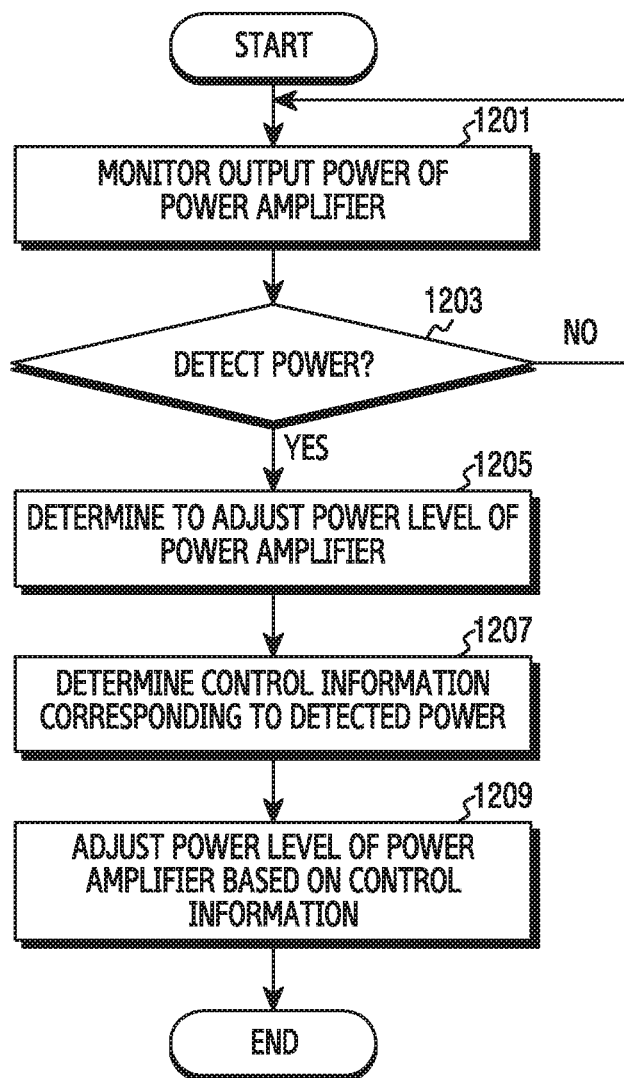 START
1201
MONITOR OUTPUT POWER OF
POWER AMPLIFIER
1203
DETECT POWER?
NO
YES
1205
DETERMINE TO ADJUST POWER LEVEL OF
POWER AMPLIFIER
1207
DETERMINE CONTROL INFORMATION
CORRESPONDING TO DETECTED POWER
1209
ADJUST POWER LEVEL OF POWER
AMPLIFIER BASED ON CONTROL
INFORMATION
END